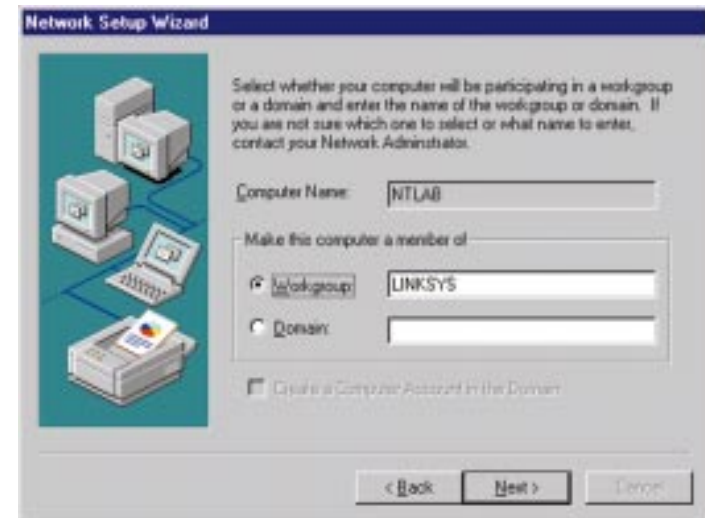 Network Setup Wizard
Select whether your computer will be participating in a workgroup
or a domain and enter the name of the workgroup or domain. If
you are not sure which one to select or what name to enter,
contact your Network Adminstrator.
Computer Name: NTLAB
Make this computer a member of
Workgroup: LINKSYS
Domain:
Create a Computer Account in the Domain
< Back Next > Cancel